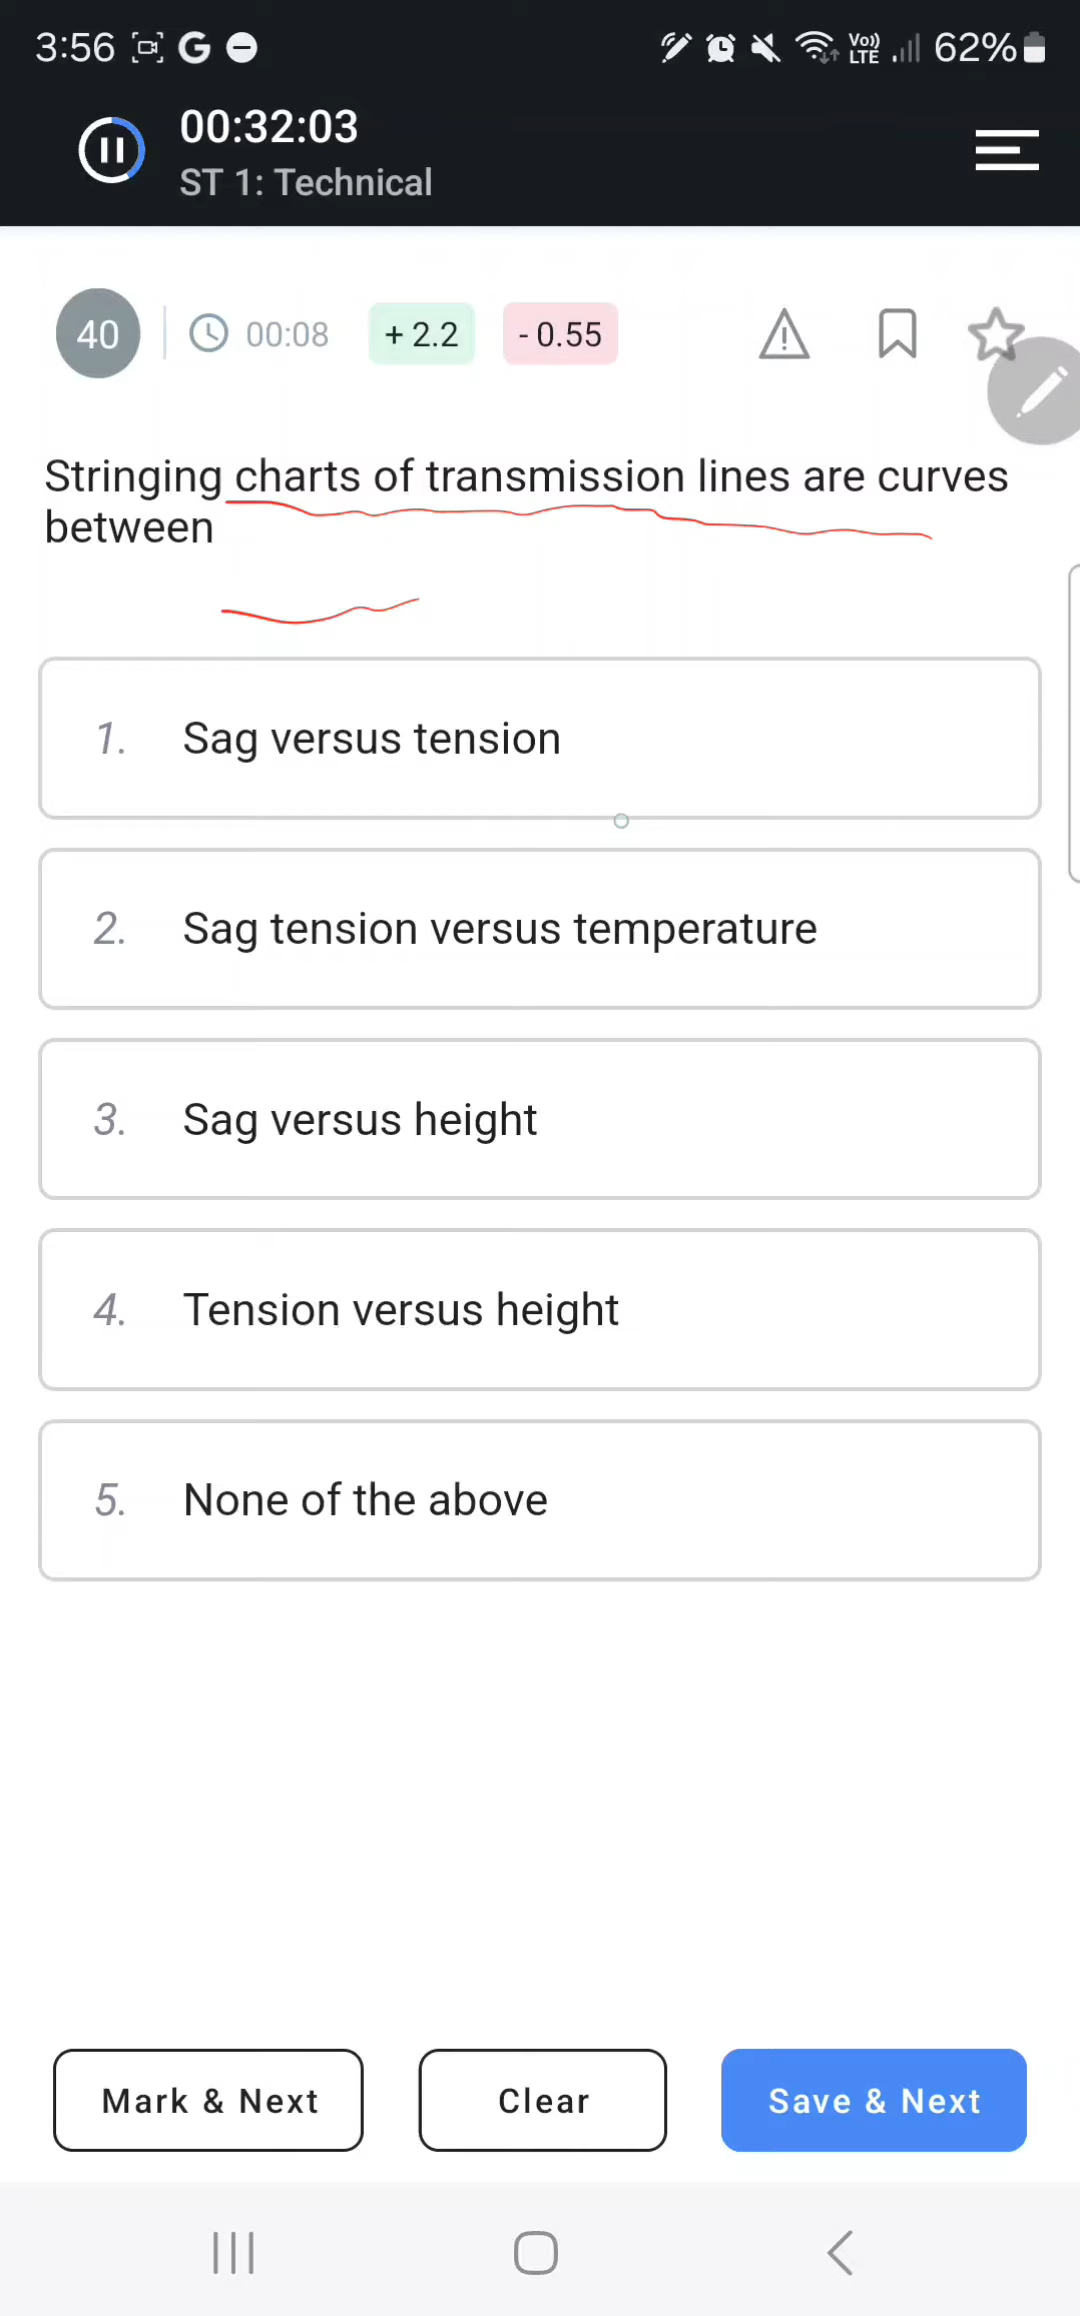 3:56 G Vo)) LTE 62%
00:32:03
ST 1: Technical
40 00:08 + 2.2 - 0.55
Stringing charts of transmission lines are curves
between
1. Sag versus tension
2. Sag tension versus temperature
3. Sag versus height
4. Tension versus height
5. None of the above
Mark & Next Clear Save & Next